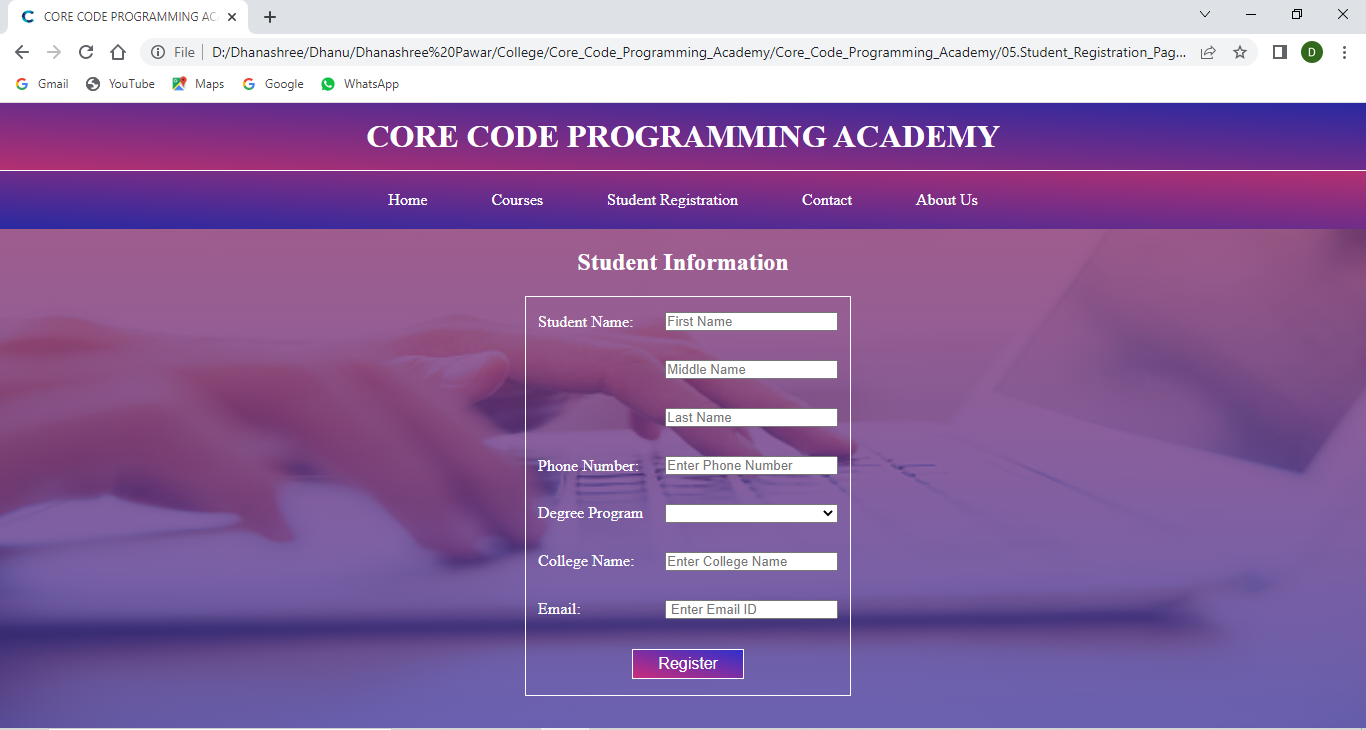 CORE CODE PROGRAMMING AC
File D:/Dhanashree/Dhanu/Dhanashree%20Pawar/College/Core_Code_Programming_Academy/Core_Code_Programming_Academy/05.Student_Registration_Pag... D
Gmail YouTube Maps Google WhatsApp
CORE CODE PROGRAMMING ACADEMY
Home Courses Student Registration Contact About Us
Student Information
Student Name: First Name
Middle Name
Last Name
Phone Number: Enter Phone Number
Degree Program
College Name: Enter College Name
Email: Enter Email ID
Register